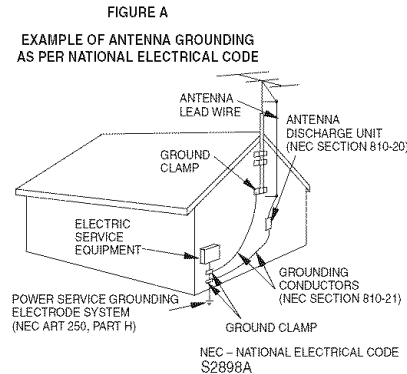 FIGURE A
EXAMPLE OF ANTENNA GROUNDING
AS PER NATIONAL ELECTRICAL CODE
ANTENNA
LEAD WIRE
ANTENNA
DISCHARGE UNIT
(NEC SECTION 810-20)
GROUND
CLAMP
ELECTRIC
SERVICE
EQUIPMENT
GROUNDING
CONDUCTORS
(NEC SECTION 810-21)
POWER SERVICE GROUNDING
ELECTRODE SYSTEM
(NEC ART 250, PART H)
GROUND CLAMP
NEC – NATIONAL ELECTRICAL CODE
S2898A